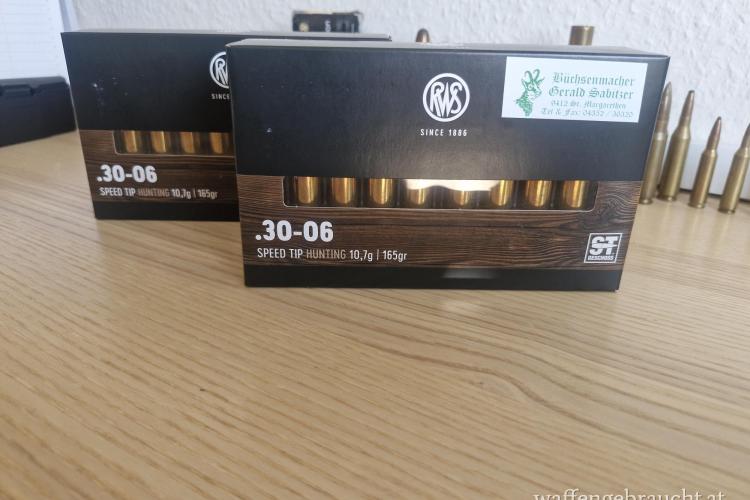 RWS
SINCE 1886
Büchsenmacher
Gerald Sabitzer
9412 St. Margarethen
Tel & Fax: 04352 / 36320
.30-06
SPEED TIP HUNTING 10,7g | 165gr
ST
GESCHOSS
RWS
SINCE
.30-06
SPEED TIP HUNTING 10,7g | 165gr
waffengebraucht.at